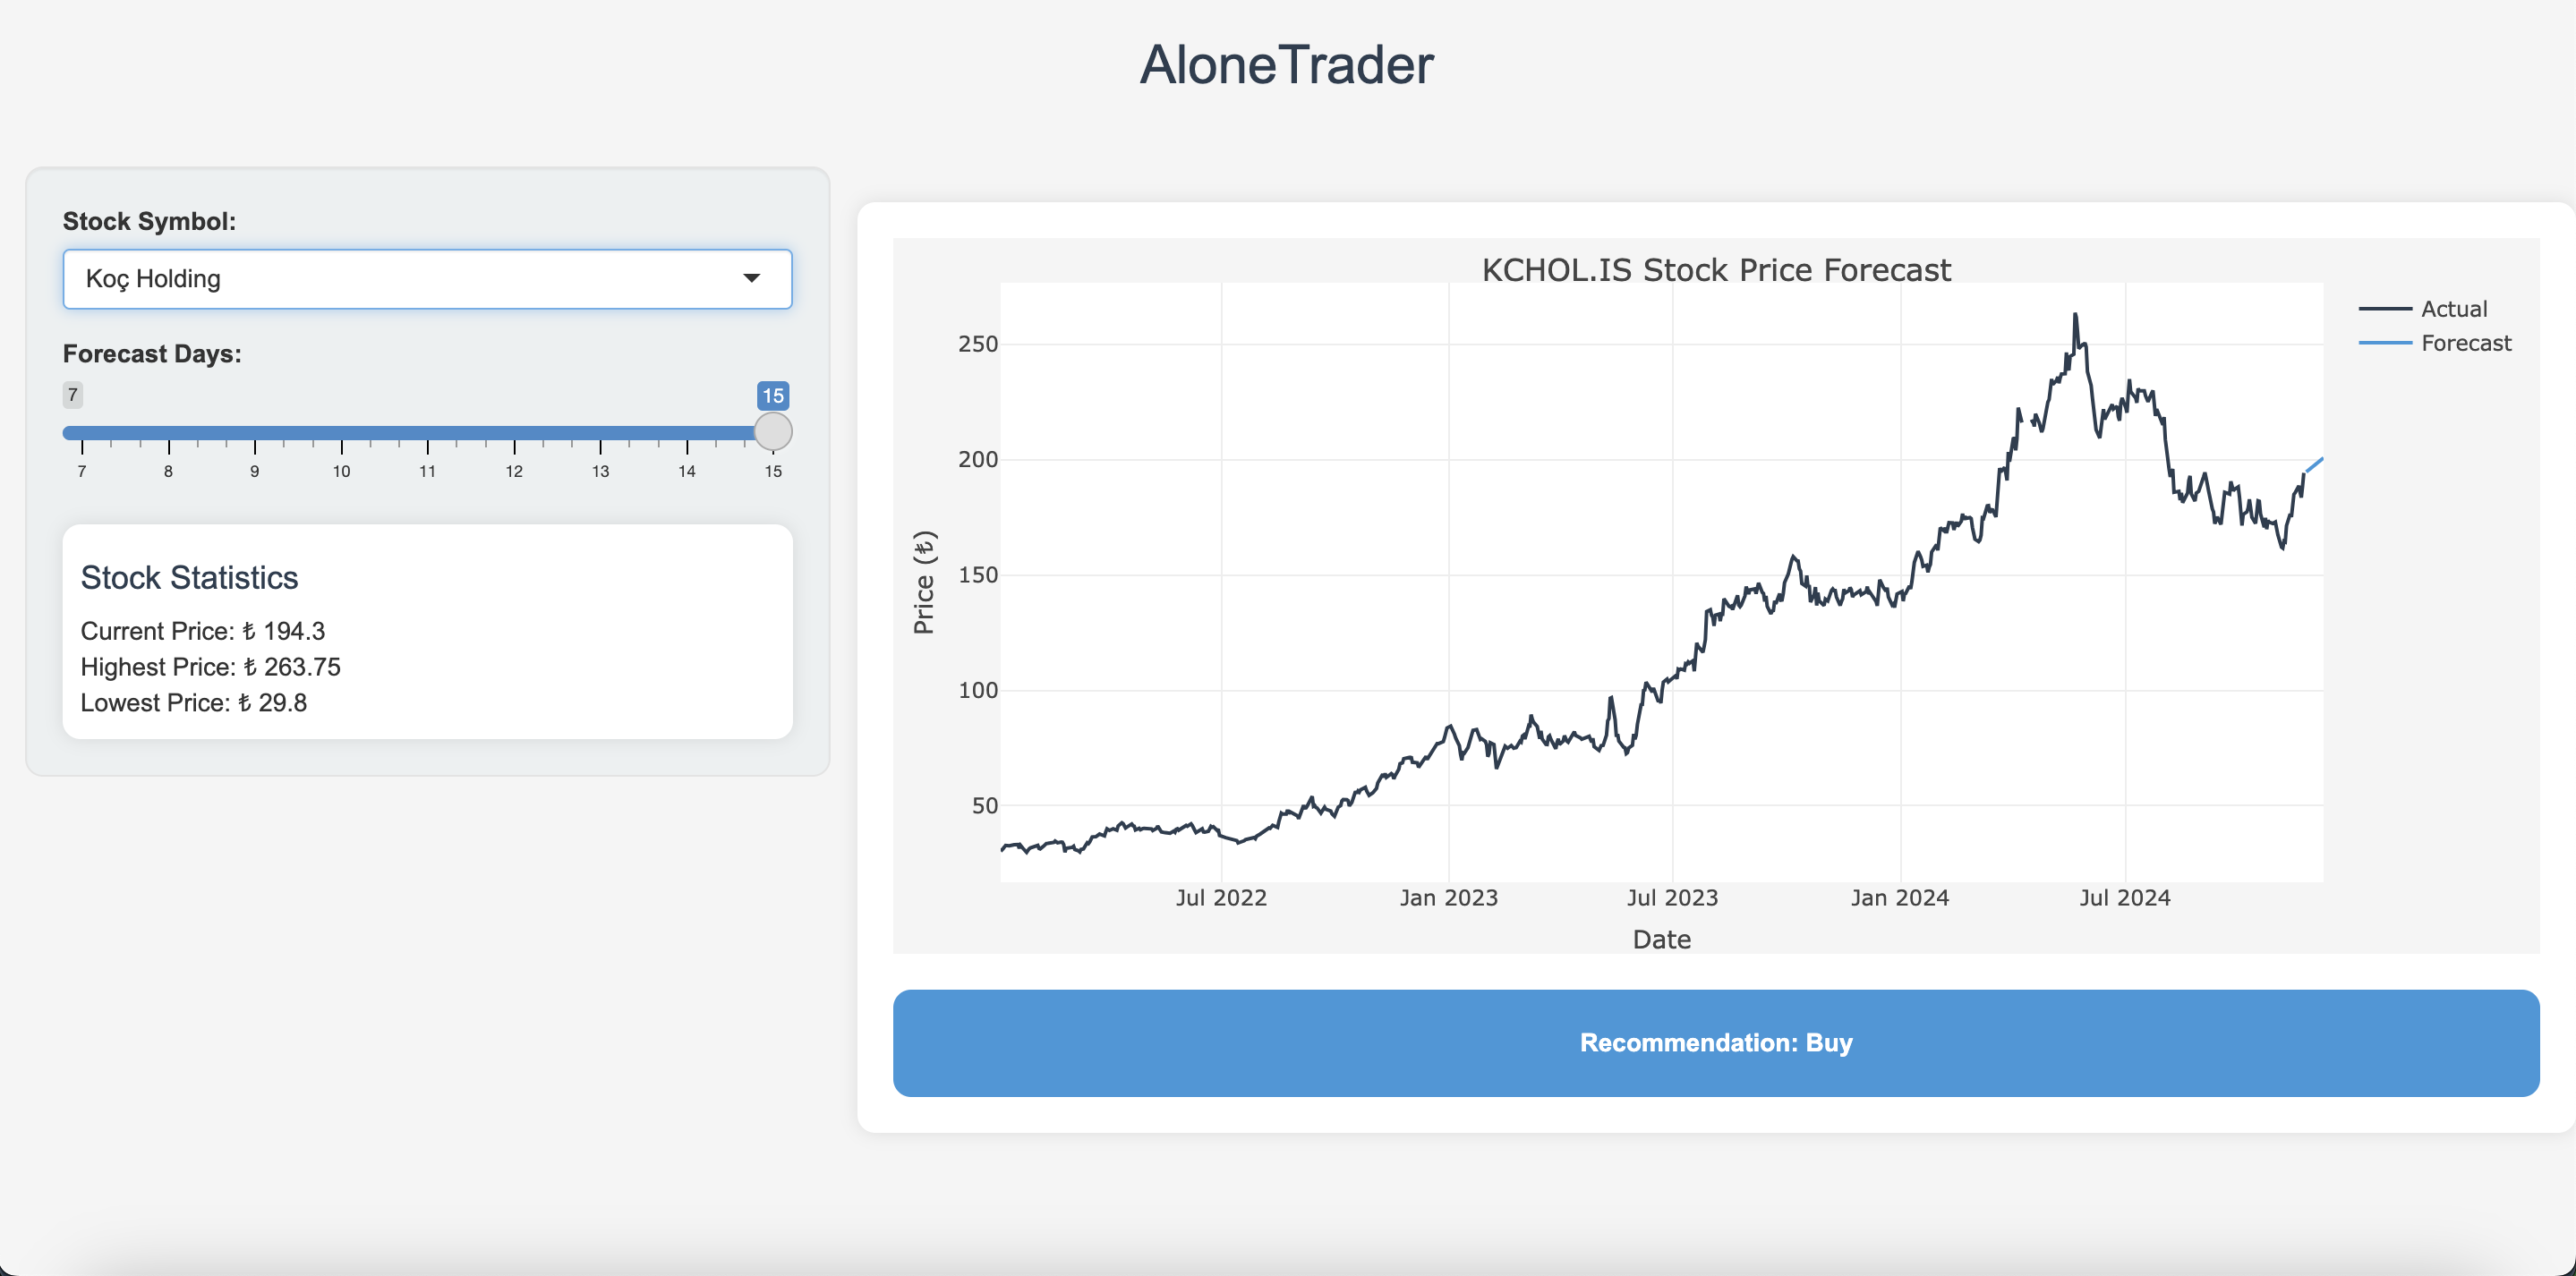 AloneTrader
Stock Symbol:
Koç Holding
Forecast Days:
7
15
7 8 9 10 11 12 13 14 15
Stock Statistics
Current Price: ₺ 194.3
Highest Price: ₺ 263.75
Lowest Price: ₺ 29.8
KCHOL.IS Stock Price Forecast
Actual
Forecast
Price (₺)
250
200
150
100
50
Jul 2022 Jan 2023 Jul 2023 Jan 2024 Jul 2024
Date
Recommendation: Buy